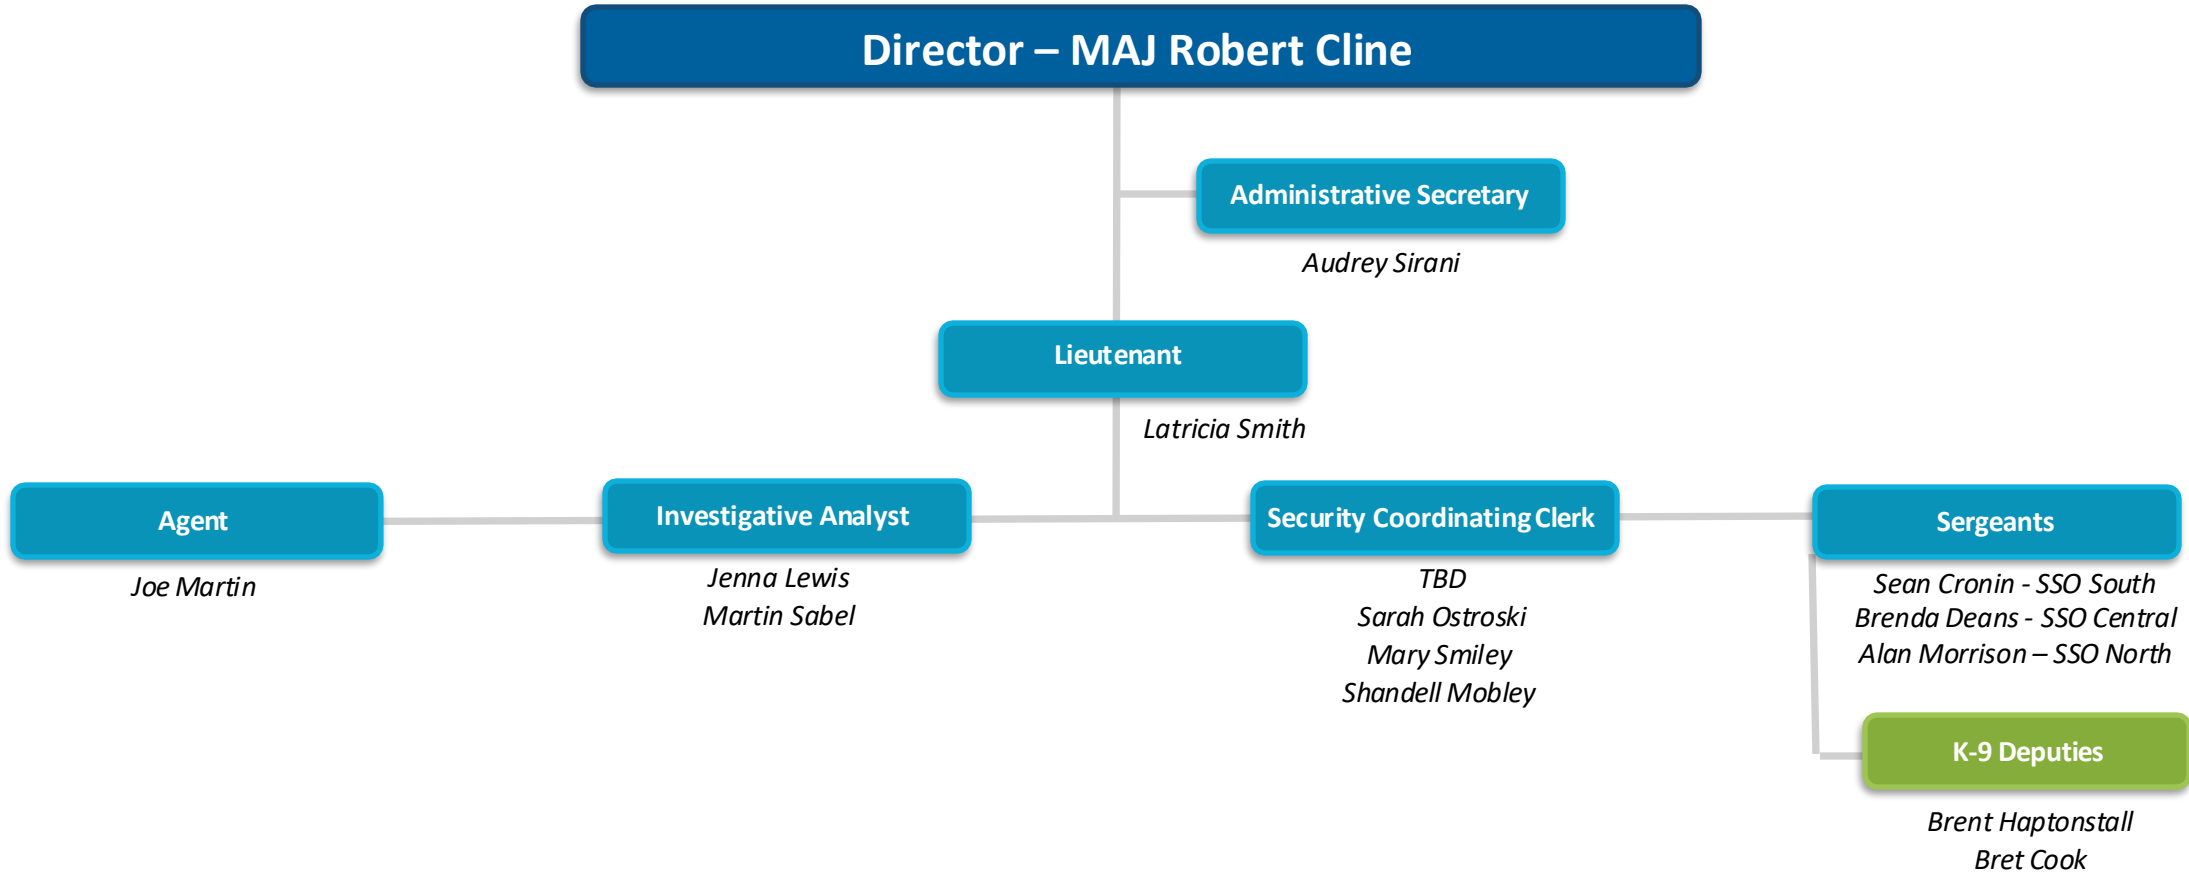 Director – MAJ Robert Cline
Administrative Secretary
Audrey Sirani
Lieutenant
Latricia Smith
Agent
Joe Martin
Investigative Analyst
Jenna Lewis
Martin Sabel
Security Coordinating Clerk
TBD
Sarah Ostroski
Mary Smiley
Shandell Mobley
Sergeants
Sean Cronin - SSO South
Brenda Deans - SSO Central
Alan Morrison – SSO North
K-9 Deputies
Brent Haptonstall
Bret Cook